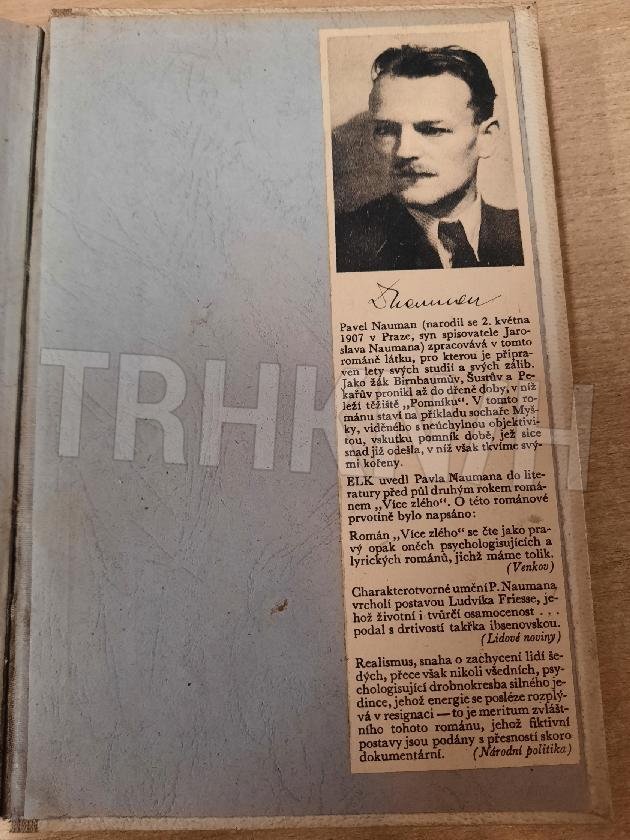 PNauman
Pavel Nauman (narodil se 2. května
1907 v Praze, syn spisovatele Jaro-
slava Naumana) zpracovává v tomto
románě látku, pro kterou je připra-
ven lety svých studií a svých zálib.
Jako žák Birnbaumův, Šustův a Pe-
kařův pronikl až do dřeně doby, v níž
leží těžiště „Pomníku“. V tomto ro-
mánu staví na příkladu sochaře Myš-
ky, viděného s neúchylnou objektivi-
tou, vskutku pomník době, jež sice
snad již odešla, v níž však tkvíme svý-
mi kořeny.
ELK uvedl Pavla Naumana do lite-
ratury před půl druhým rokem romá-
nem „Více zlého“. O této románové
prvotině bylo napsáno:
Román „Více zlého“ se čte jako pra-
vý opak oněch psychologisujících a
lyrických románů, jichž máme tolik.
(Venkov)
Charakterotvorné umění P. Naumana
vrcholí postavou Ludvíka Friesse, je-
hož životní i tvůrčí osamocenost . . .
podal s drtivostí takřka ibsenovskou.
(Lidové noviny)
Realismus, snaha o zachycení lidí še-
dých, přece však nikoli všedních, psy-
chologisující drobnokresba silného je-
dince, jehož energie se posléze rozplý-
vá v resignaci — to je meritum zvlášt-
ního tohoto románu, jehož fiktivní
postavy jsou podány s přesností skoro
dokumentární. (Národní politika)